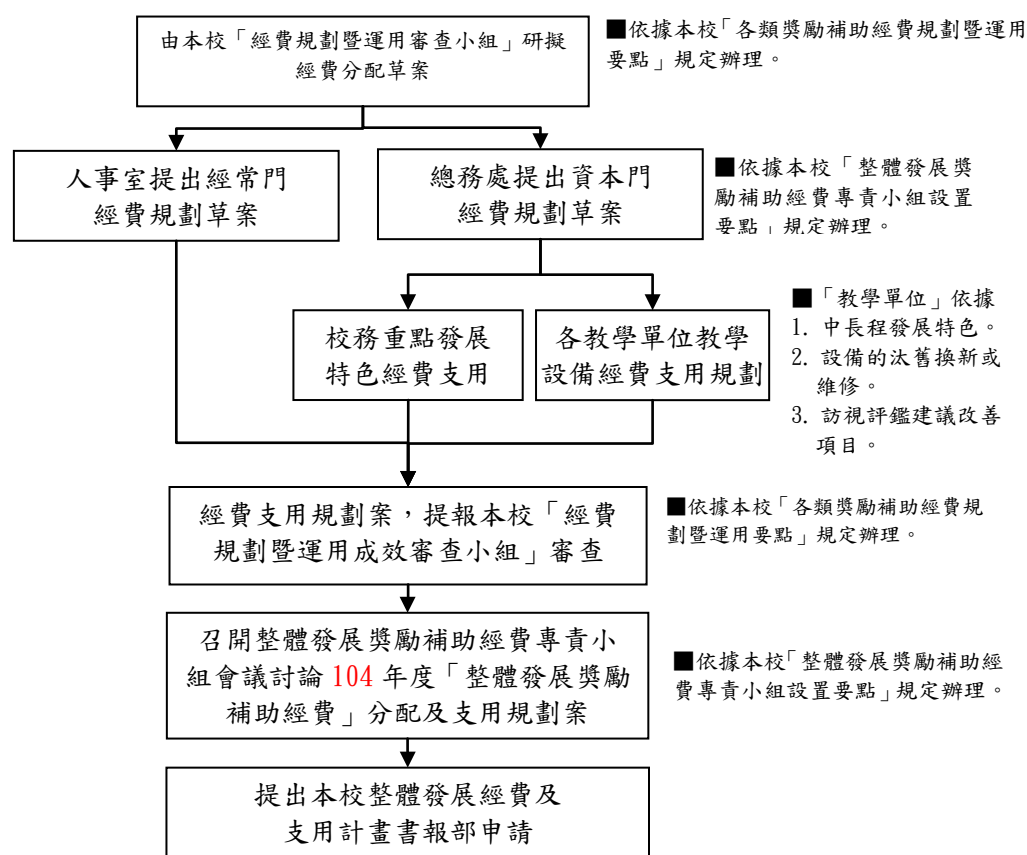 由本校「經費規劃暨運用審查小組」研擬
經費分配草案
■依據本校「各類獎勵補助經費規劃暨運用
要點」規定辦理。
人事室提出經常門
經費規劃草案
總務處提出資本門
經費規劃草案
■依據本校「整體發展獎
勵補助經費專責小組設置
要點」規定辦理。
校務重點發展
特色經費支用
各教學單位教學
設備經費支用規劃
■「教學單位」依據
1. 中長程發展特色。
2. 設備的汰舊換新或
維修。
3. 訪視評鑑建議改善
項目。
經費支用規劃案，提報本校「經費
規劃暨運用成效審查小組」審查
■依據本校「各類獎勵補助經費規
劃暨運用要點」規定辦理。
召開整體發展獎勵補助經費專責小
組會議討論 104 年度「整體發展獎勵
補助經費」分配及支用規劃案
■依據本校「整體發展獎勵補助經
費專責小組設置要點」規定辦理。
提出本校整體發展經費及
支用計畫書報部申請